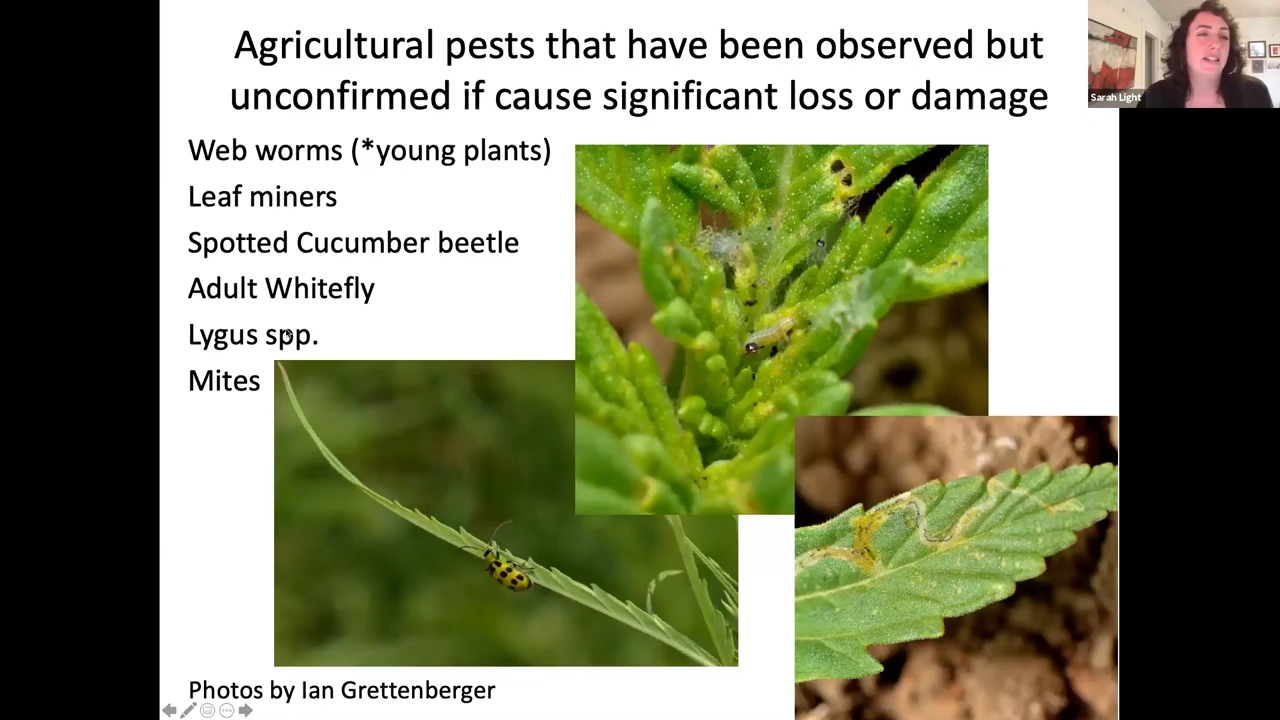 Agricultural pests that have been observed but
unconfirmed if cause significant loss or damage
Sarah Light
Web worms (*young plants)
Leaf miners
Spotted Cucumber beetle
Adult Whitefly
Lygus spp.
Mites
Photos by Ian Grettenberger